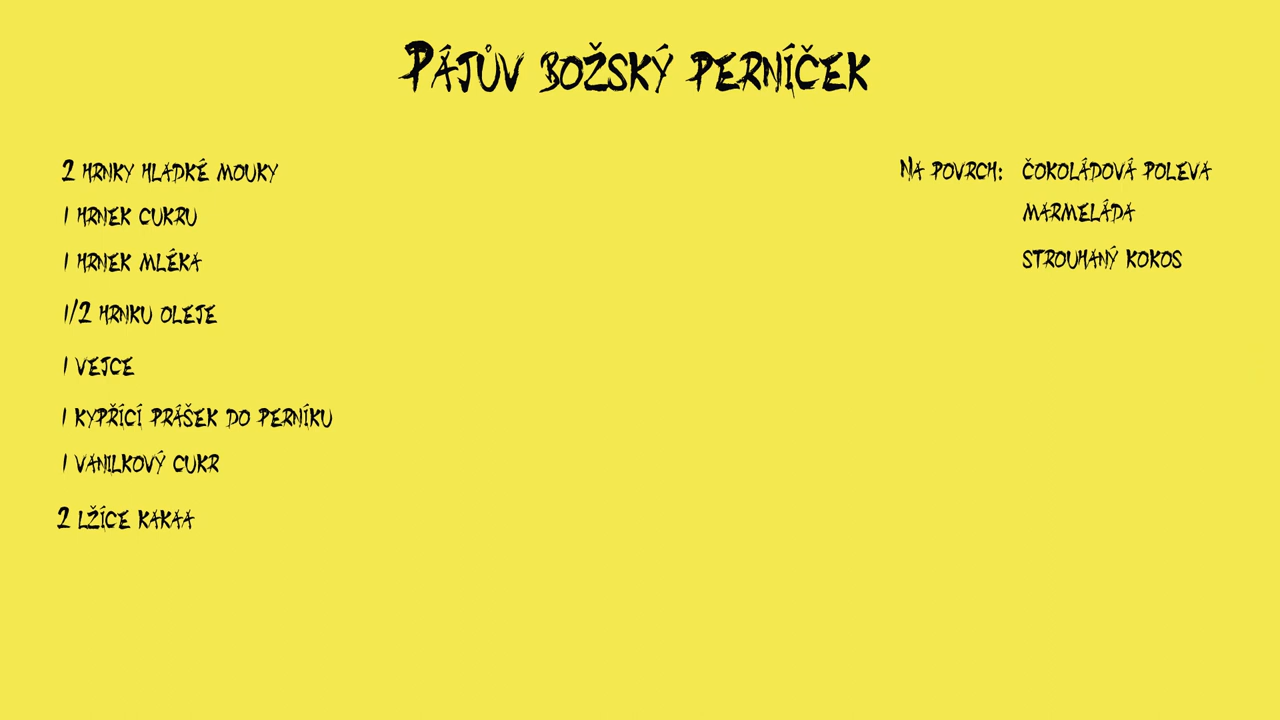 Pájův božský perníček
2 hrnky hladké mouky
1 hrnek cukru
1 hrnek mléka
1/2 hrnku oleje
1 vejce
1 kypřící prášek do perníku
1 vanilkový cukr
2 lžíce kakaa
Na povrch: čokoládová poleva
marmeláda
strouhaný kokos